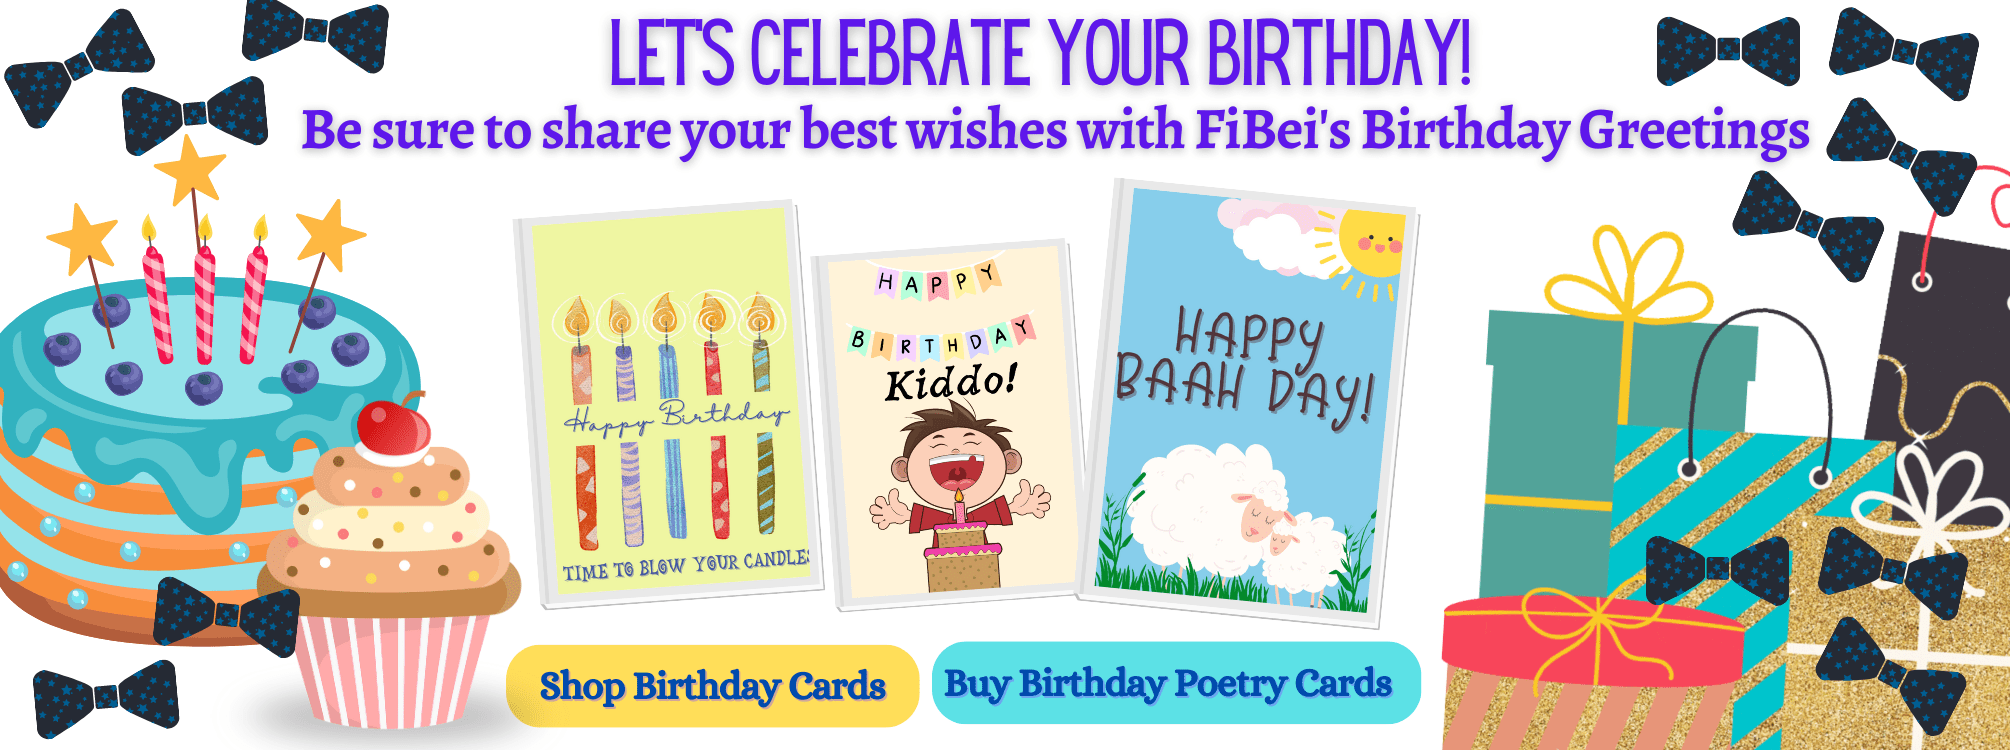 LET'S CELEBRATE YOUR BIRTHDAY!
Be sure to share your best wishes with FiBei's Birthday Greetings
Happy Birthday
TIME TO BLOW YOUR CANDLES
HAPPY
BIRTHDAY
Kiddo!
HAPPY
BAAH DAY!
Shop Birthday Cards
Buy Birthday Poetry Cards